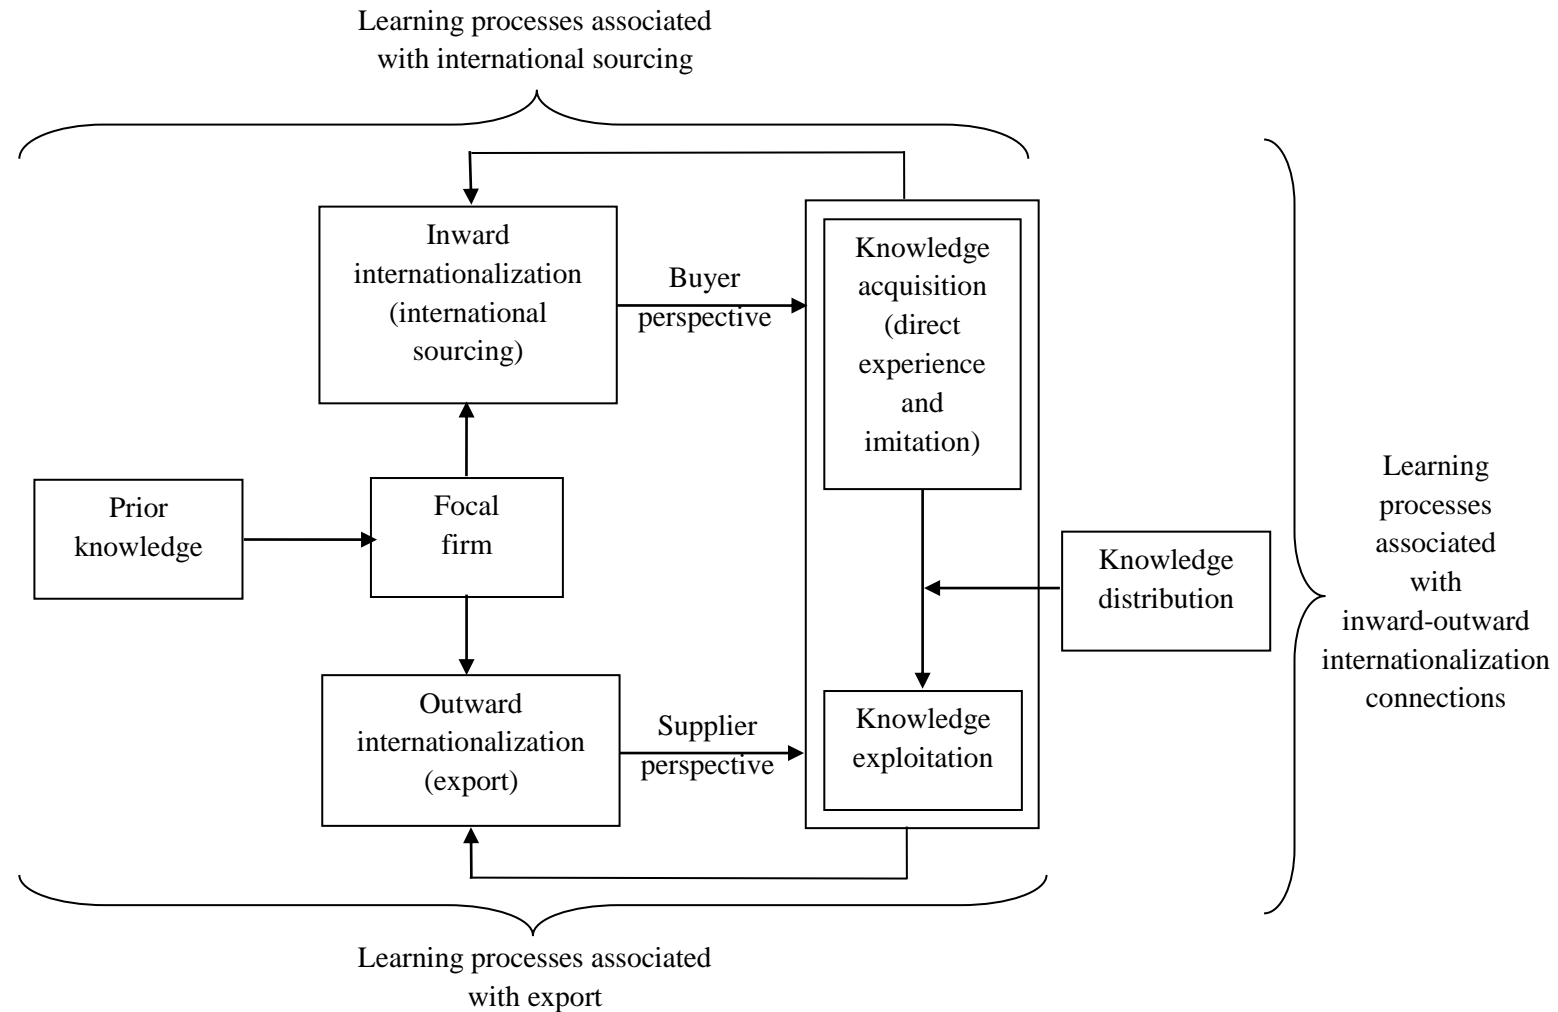 Learning processes associated
with international sourcing
Inward
internationalization
(international
sourcing)
Buyer
perspective
Knowledge
acquisition
(direct
experience
and
imitation)
Prior
knowledge
Focal
firm
Knowledge
distribution
Learning
processes
associated
with
inward-outward
internationalization
connections
Outward
internationalization
(export)
Supplier
perspective
Knowledge
exploitation
Learning processes associated
with export